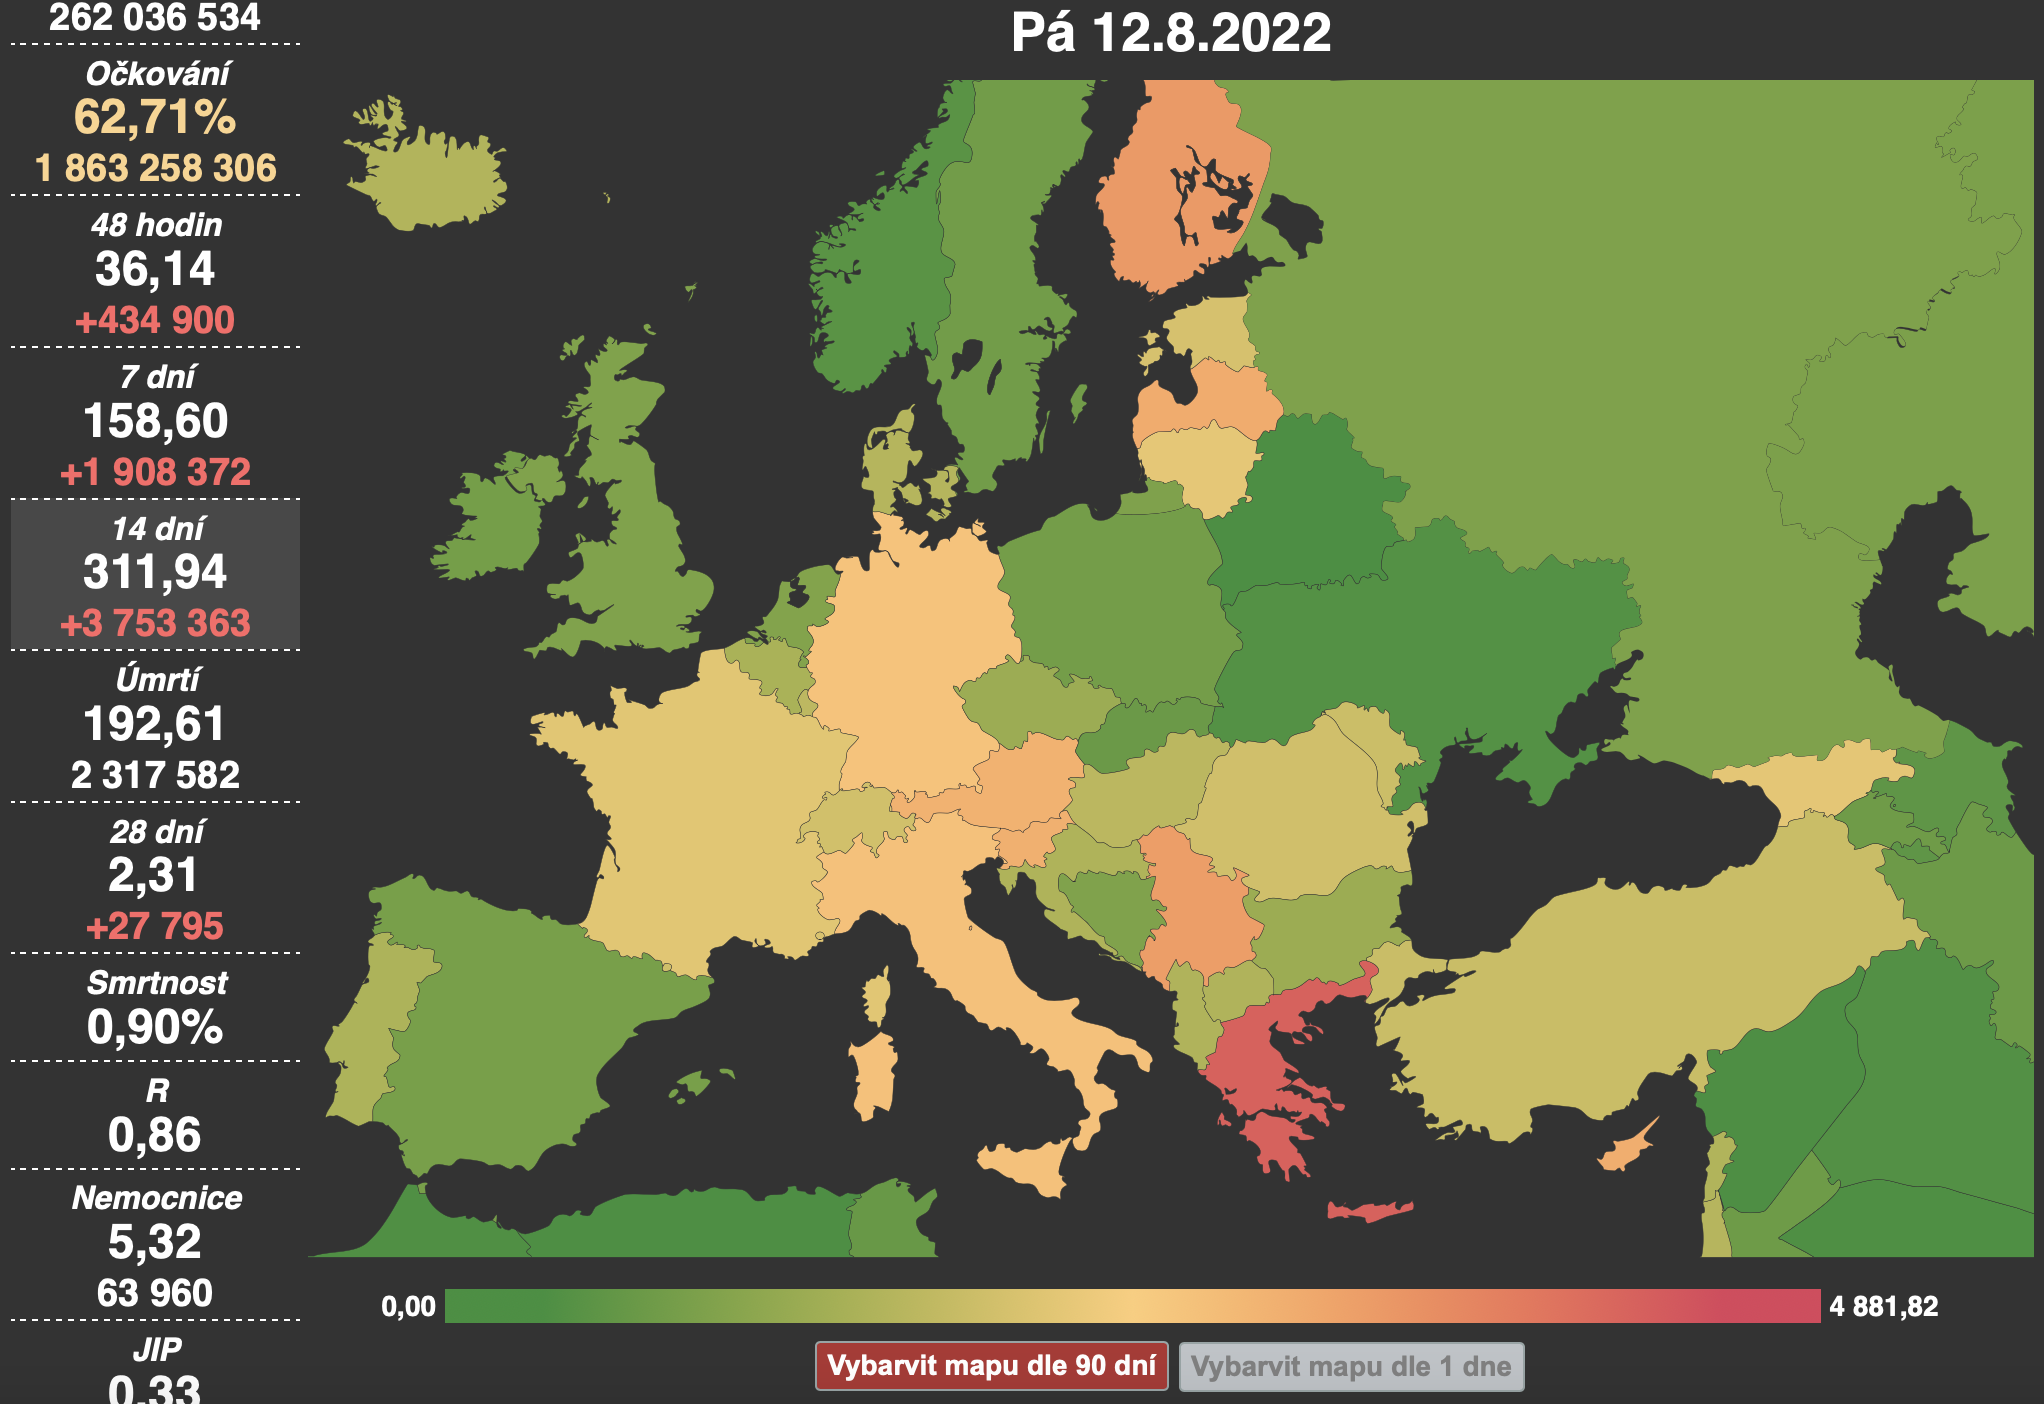 262 036 534
Očkování
62,71%
1 863 258 306
48 hodin
36,14
+434 900
7 dní
158,60
+1 908 372
14 dní
311,94
+3 753 363
Úmrtí
192,61
2 317 582
28 dní
2,31
+27 795
Smrtnost
0,90%
R
0,86
Nemocnice
5,32
63 960
JIP
0,33
Pá 12.8.2022
0,00
4 881,82
Vybarvit mapu dle 90 dní
Vybarvit mapu dle 1 dne